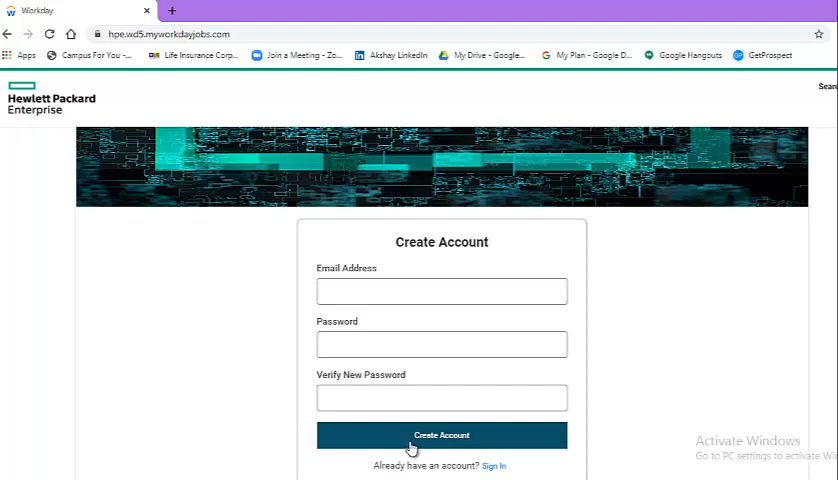 Workday
hpe.wd5.myworkdayjobs.com
Apps Campus For You -... Life Insurance Corp... Join a Meeting - Zo... Akshay LinkedIn My Drive - Google... My Plan - Google D... Google Hangouts GetProspect
Hewlett Packard
Enterprise
Create Account
Email Address
Password
Verify New Password
Create Account
Already have an account? Sign In
Activate Windows
Go to PC settings to activate